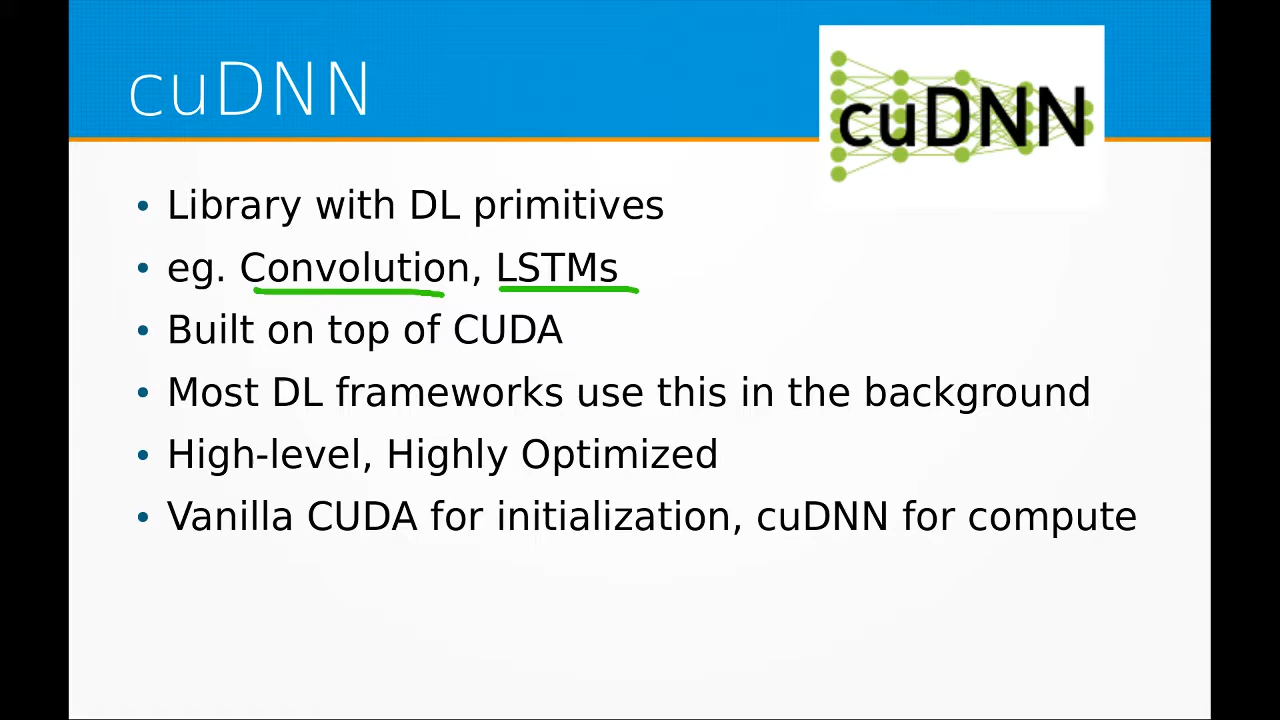 cuDNN
cuDNN
• Library with DL primitives
• eg. Convolution, LSTMs
• Built on top of CUDA
• Most DL frameworks use this in the background
• High-level, Highly Optimized
• Vanilla CUDA for initialization, cuDNN for compute